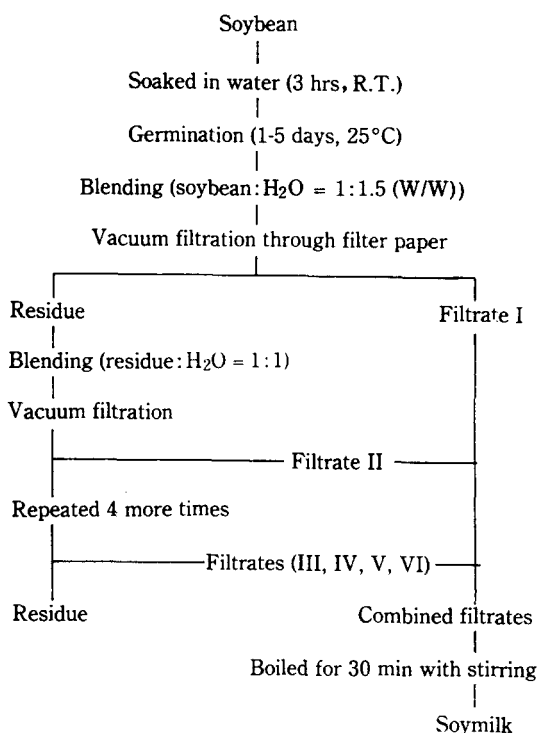 Soybean
Soaked in water (3 hrs, R.T.)
Germination (1-5 days, 25°C)
Blending (soybean:H₂O = 1:1.5 (W/W))
Vacuum filtration through filter paper
Residue Filtrate I
Blending (residue:H₂O = 1:1)
Vacuum filtration
Filtrate II
Repeated 4 more times
Filtrates (III, IV, V, VI)
Residue Combined filtrates
Boiled for 30 min with stirring
Soymilk